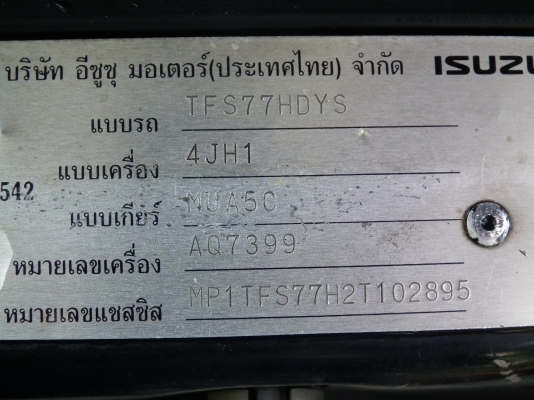 บริษัท อีซูซุ มอเตอร์(ประเทศไทย) จำกัด ISUZU
แบบรถ TFS77HDYS
แบบเครื่อง 4JH1
542
แบบเกียร์ MUA5C
หมายเลขเครื่อง AQ7399
หมายเลขแชสซิส MP1TFS77H2T102895